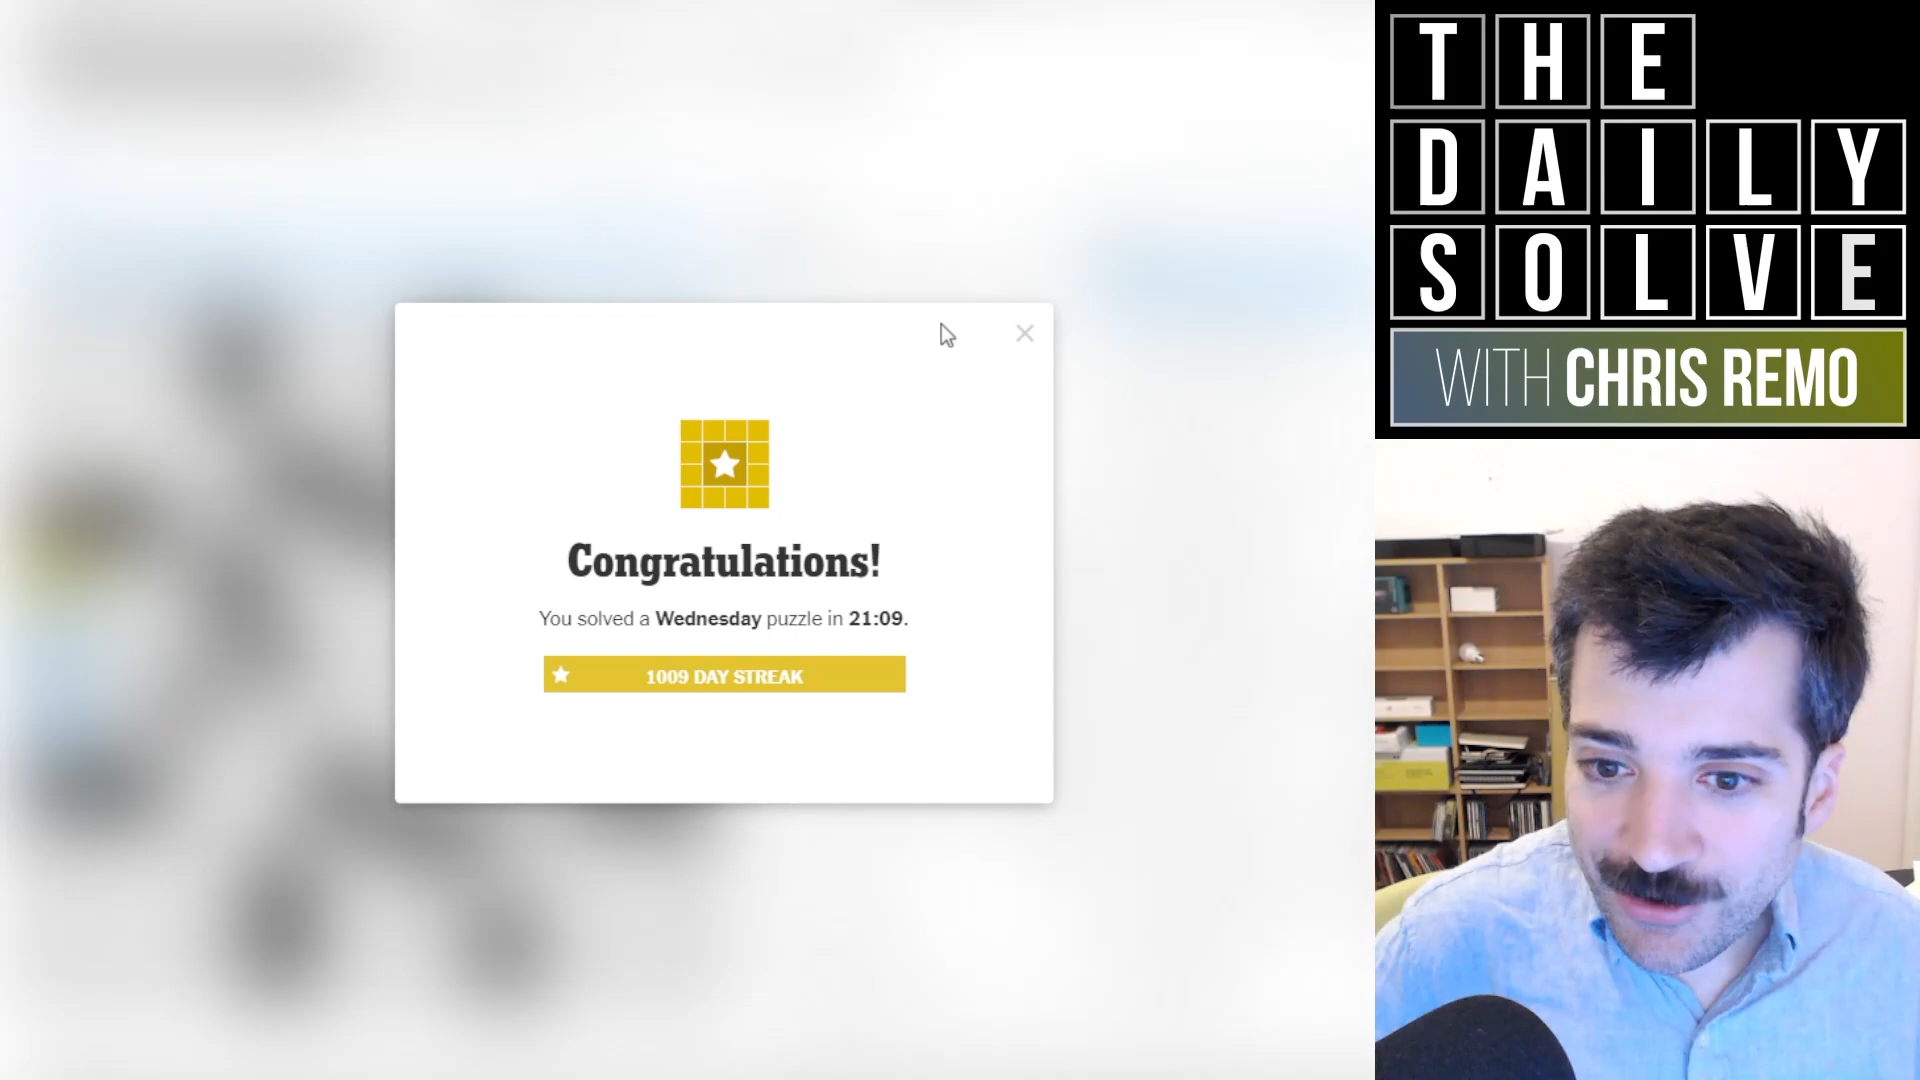 THE
DAILY
SOLVE
WITH CHRIS REMO
Congratulations!
You solved a Wednesday puzzle in 21:09.
1009 DAY STREAK